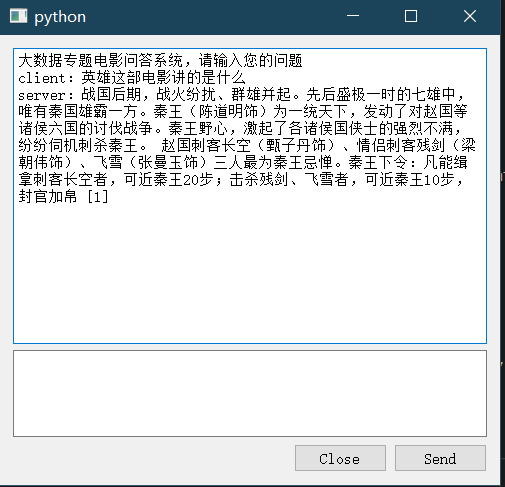 python
大数据专题电影问答系统，请输入您的问题
client：英雄这部电影讲的是什么
server：战国后期，战火纷扰、群雄并起。先后盛极一时的七雄中，
唯有秦国雄霸一方。秦王（陈道明饰）为一统天下，发动了对赵国等
诸侯六国的讨伐战争。秦王野心，激起了各诸侯国侠士的强烈不满，
纷纷伺机刺杀秦王。 赵国刺客长空（甄子丹饰）、情侣刺客残剑（梁
朝伟饰）、飞雪（张曼玉饰）三人最为秦王忌惮。秦王下令：凡能缉
拿刺客长空者，可近秦王20步；击杀残剑、飞雪者，可近秦王10步，
封官加帛 [1]
Close
Send